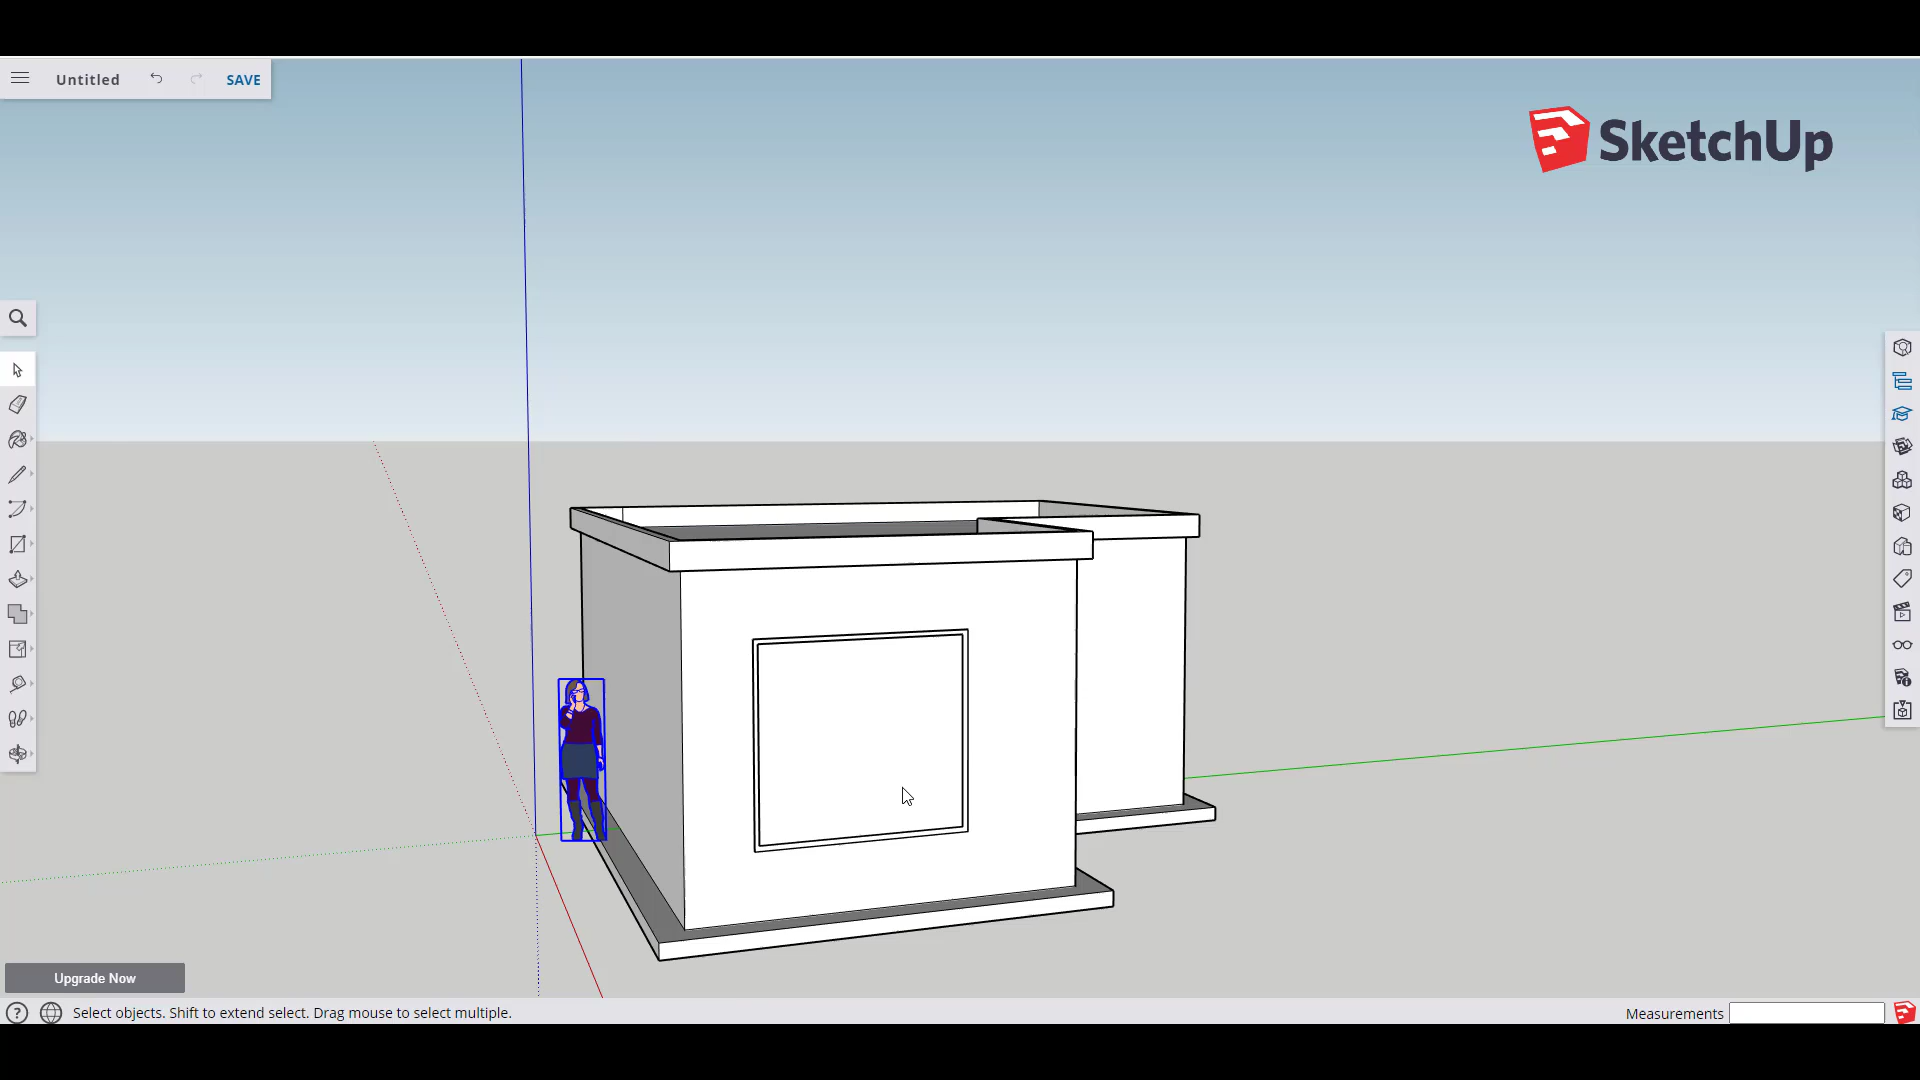 Untitled
SAVE
SketchUp
Upgrade Now
?
Select objects. Shift to extend select. Drag mouse to select multiple.
Measurements